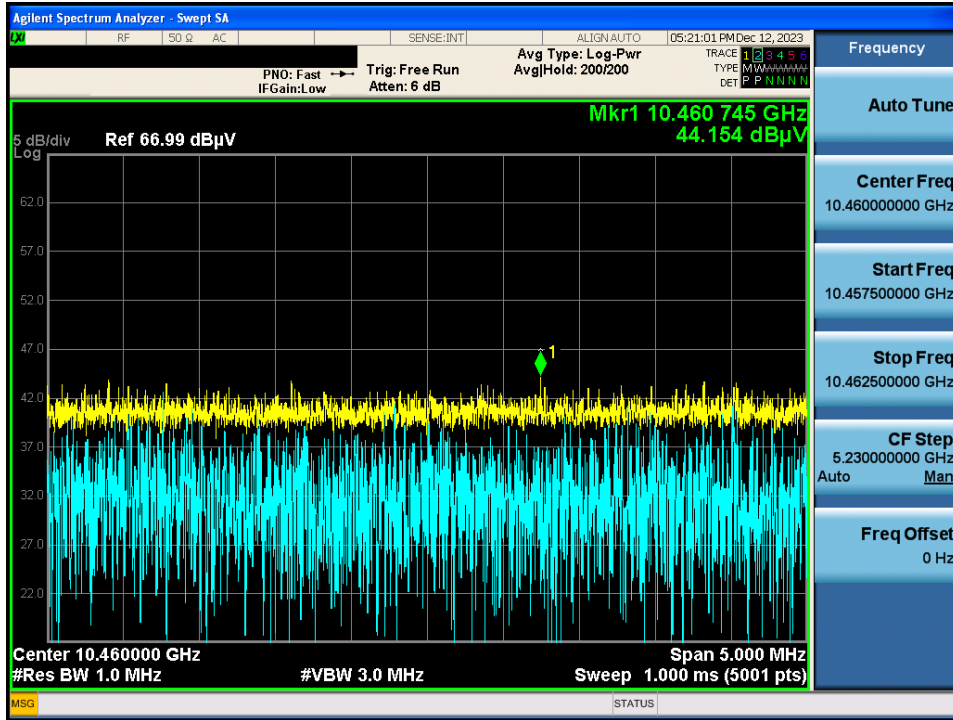 Agilent Spectrum Analyzer - Swept SA
LXI RF 50 Ω AC SENSE:INT ALIGNAUTO 05:21:01 PM Dec 12, 2023
Frequency
PNO: Fast
IFGain:Low
Trig: Free Run
Atten: 6 dB
Avg Type: Log-Pwr
Avg|Hold: 200/200
TRACE 1 2 3 4 5 6
TYPE MWWWWW
DET P P N N N N
Auto Tune
Mkr1 10.460 745 GHz
44.154 dBµV
5 dB/div Ref 66.99 dBµV
Log
62.0
57.0
52.0
47.0
42.0
37.0
32.0
27.0
22.0
1
Center 10.460000 GHz Span 5.000 MHz
#Res BW 1.0 MHz #VBW 3.0 MHz Sweep 1.000 ms (5001 pts)
Center Freq
10.460000000 GHz
Start Freq
10.457500000 GHz
Stop Freq
10.462500000 GHz
CF Step
5.230000000 GHz
Auto Man
Freq Offset
0 Hz
MSG STATUS